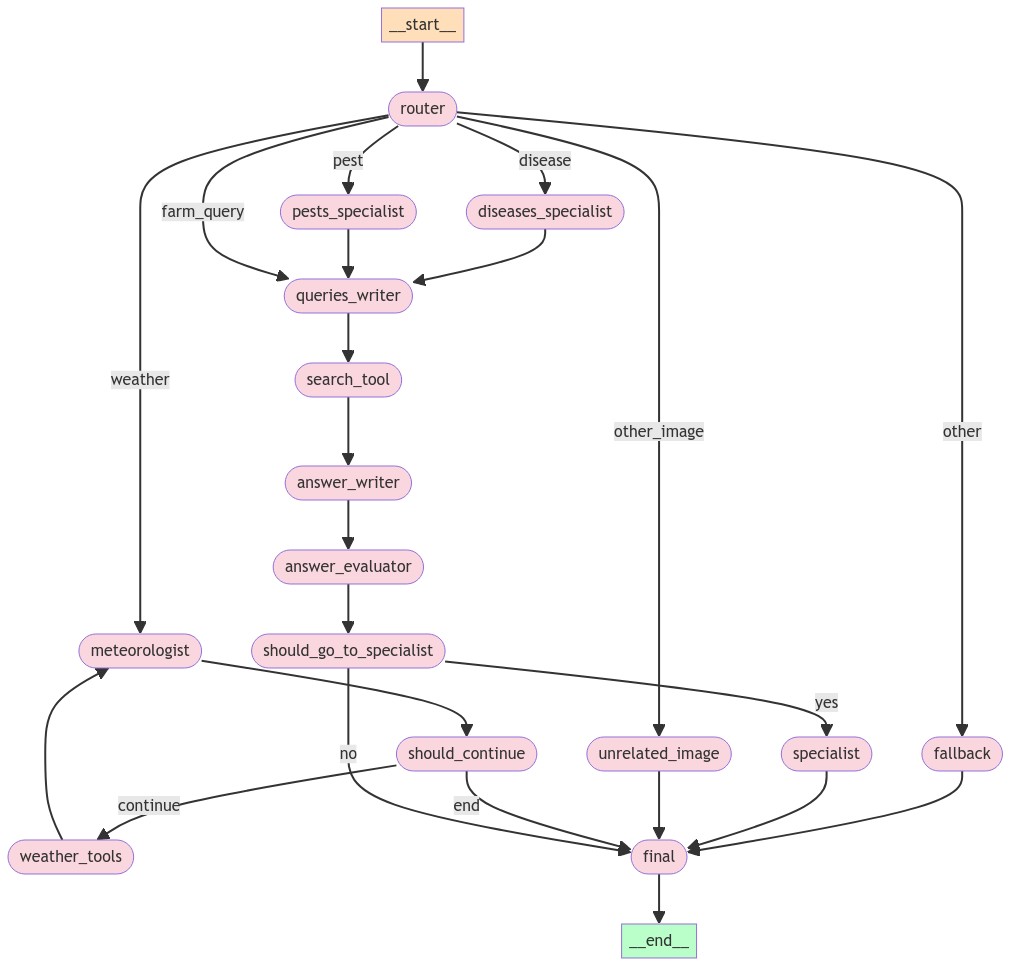 __start__
router
pest
disease
farm_query
pests_specialist
diseases_specialist
queries_writer
weather
search_tool
other_image
other
answer_writer
answer_evaluator
meteorologist
should_go_to_specialist
yes
no
should_continue
unrelated_image
specialist
fallback
continue
end
weather_tools
final
__end__